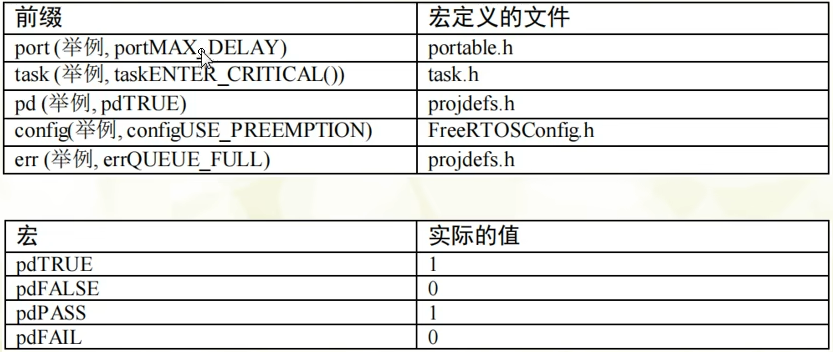 前缀 宏定义的文件
port (举例, portMAX_DELAY) portable.h
task (举例, taskENTER_CRITICAL()) task.h
pd (举例, pdTRUE) projdefs.h
config(举例, configUSE_PREEMPTION) FreeRTOSConfig.h
err (举例, errQUEUE_FULL) projdefs.h
宏 实际的值
pdTRUE 1
pdFALSE 0
pdPASS 1
pdFAIL 0